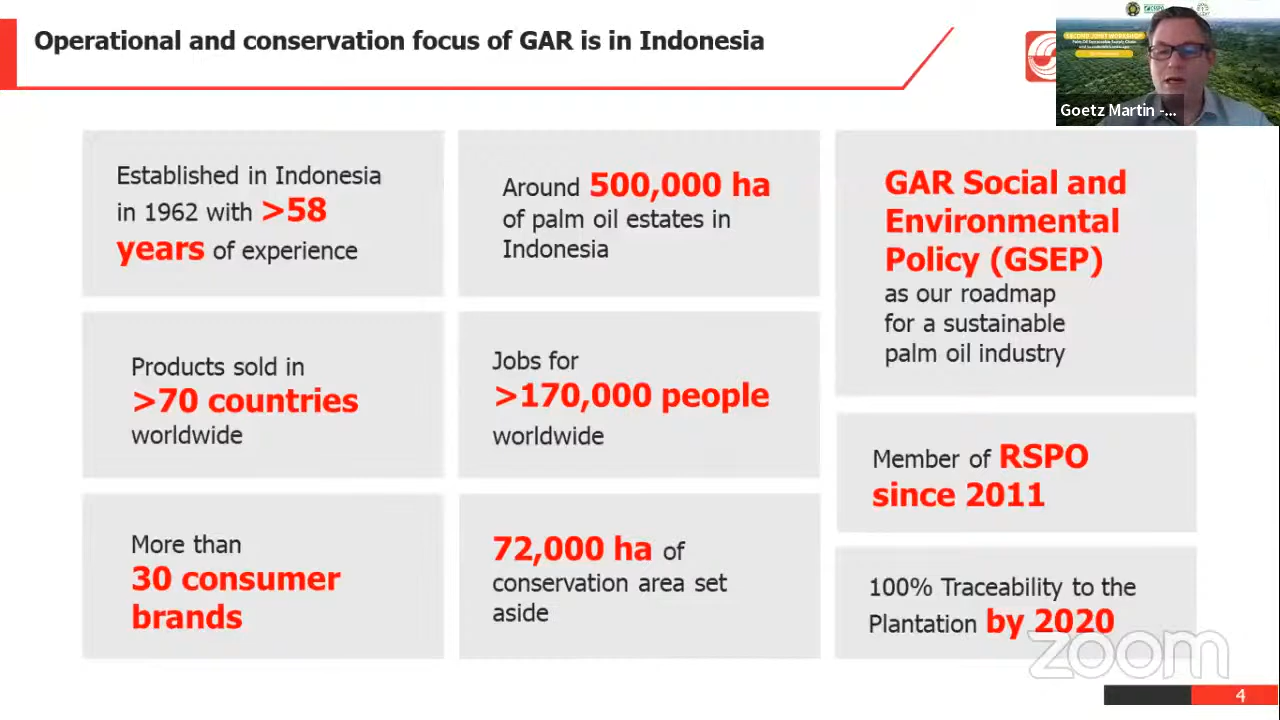 Operational and conservation focus of GAR is in Indonesia
SECOND JOINT WORKSHOP
Goetz Martin -...
Established in Indonesia
in 1962 with >58
years of experience
Around 500,000 ha
of palm oil estates in
Indonesia
GAR Social and
Environmental
Policy (GSEP)
as our roadmap
for a sustainable
palm oil industry
Products sold in
>70 countries
worldwide
Jobs for
>170,000 people
worldwide
Member of RSPO
since 2011
More than
30 consumer
brands
72,000 ha of
conservation area set
aside
100% Traceability to the
Plantation by 2020
zoom
4